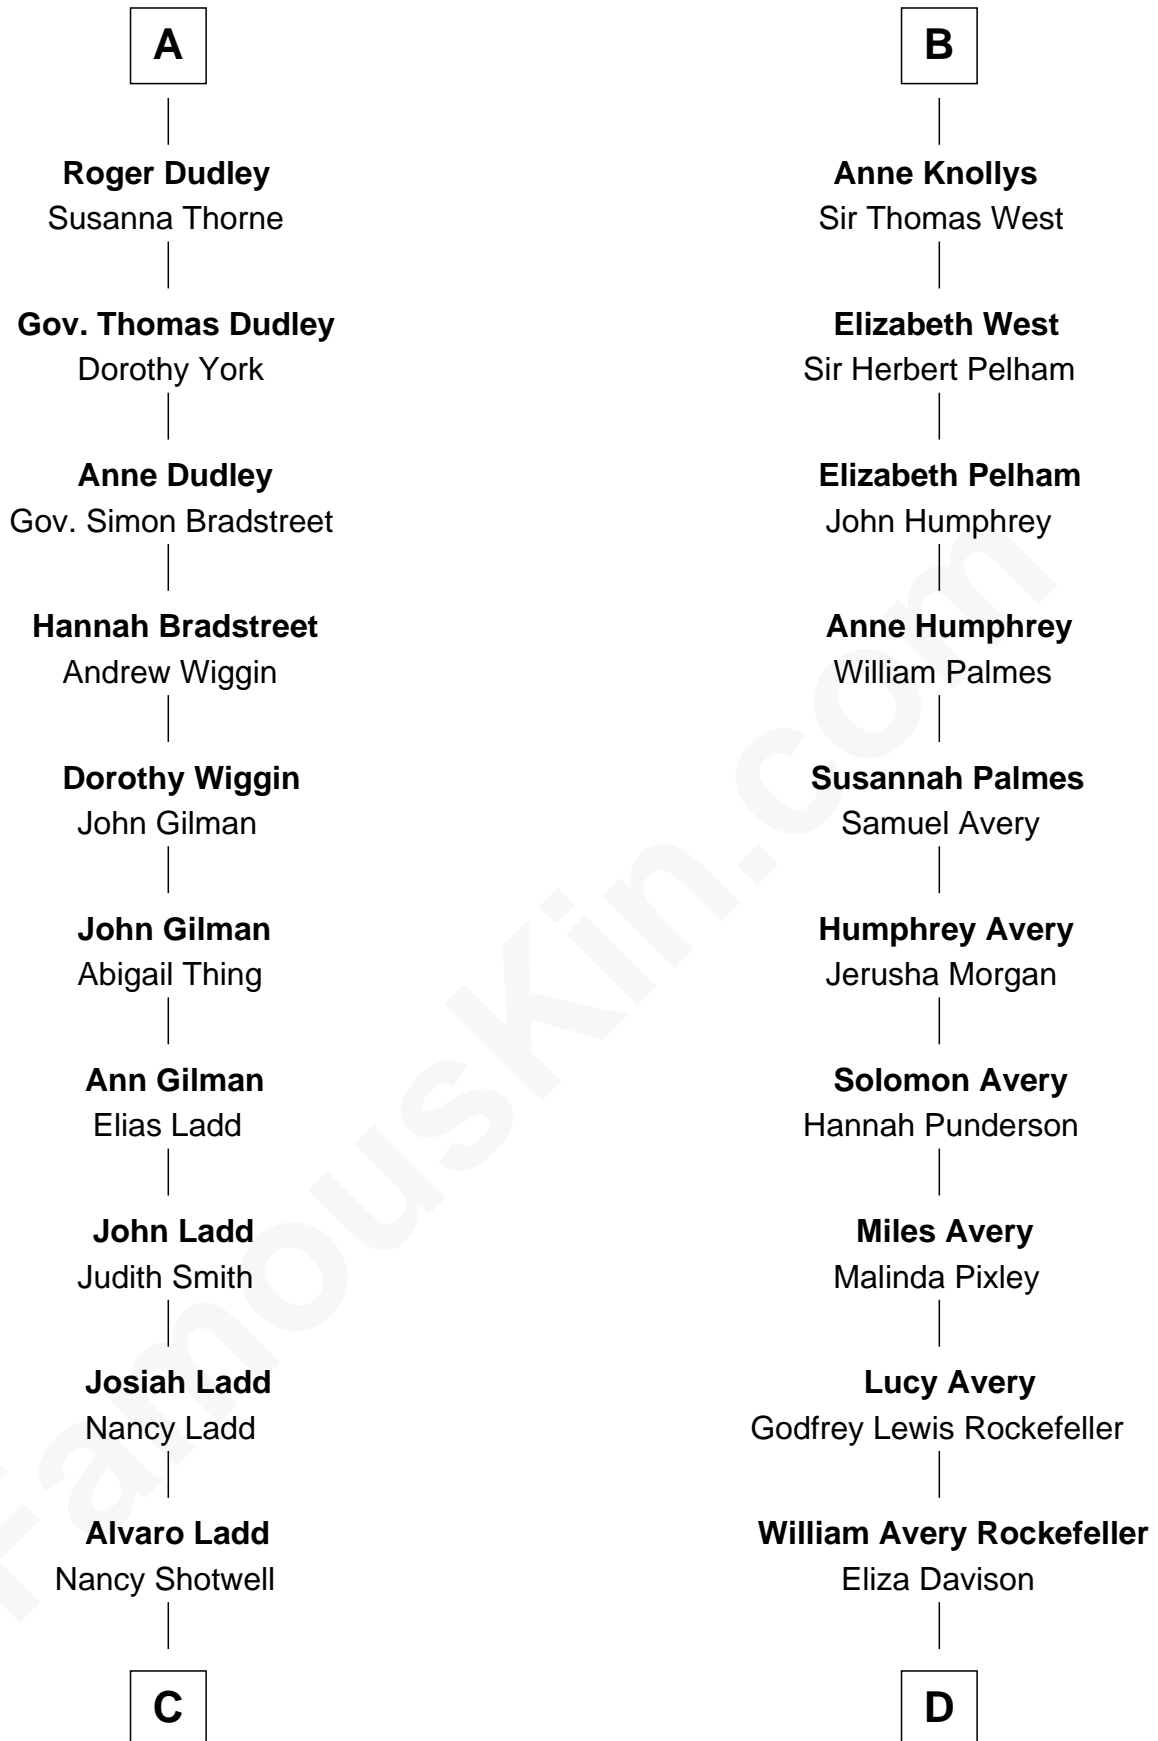 A
Roger Dudley
Susanna Thorne
Gov. Thomas Dudley
Dorothy York
Anne Dudley
Gov. Simon Bradstreet
Hannah Bradstreet
Andrew Wiggin
Dorothy Wiggin
John Gilman
John Gilman
Abigail Thing
Ann Gilman
Elias Ladd
John Ladd
Judith Smith
Josiah Ladd
Nancy Ladd
Alvaro Ladd
Nancy Shotwell
C
B
Anne Knollys
Sir Thomas West
Elizabeth West
Sir Herbert Pelham
Elizabeth Pelham
John Humphrey
Anne Humphrey
William Palmes
Susannah Palmes
Samuel Avery
Humphrey Avery
Jerusha Morgan
Solomon Avery
Hannah Punderson
Miles Avery
Malinda Pixley
Lucy Avery
Godfrey Lewis Rockefeller
William Avery Rockefeller
Eliza Davison
D
FamousKin.com